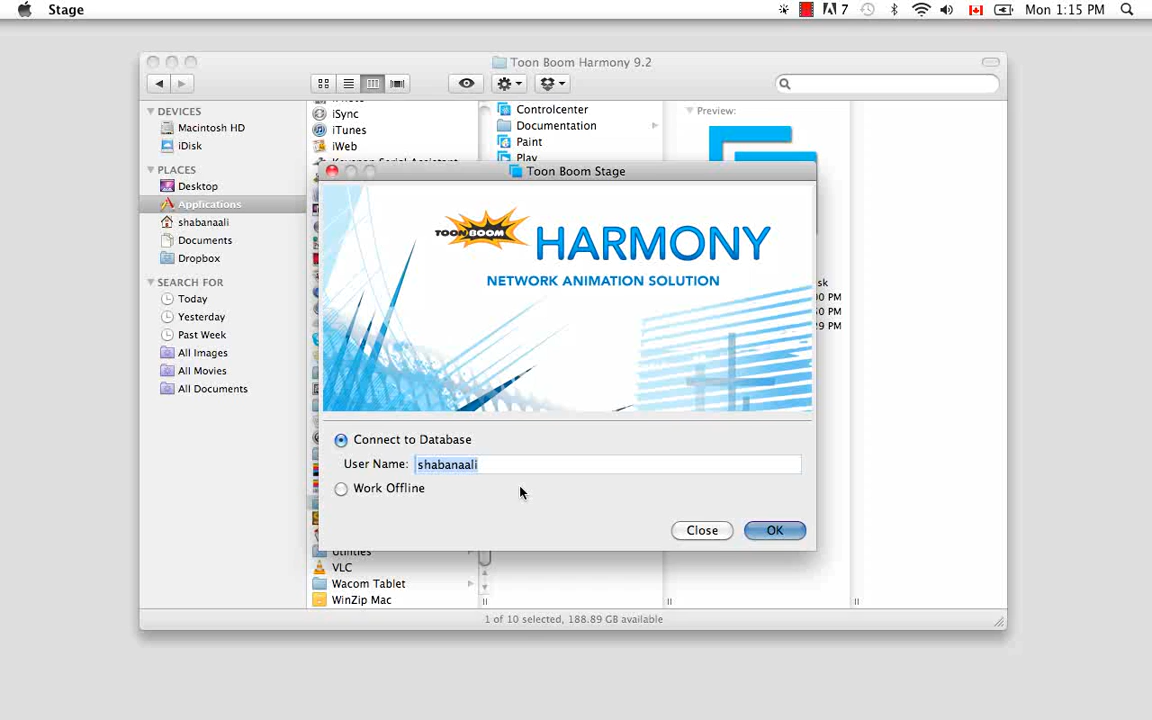 Stage
7
Mon 1:15 PM
Toon Boom Harmony 9.2
DEVICES
Macintosh HD
iDisk
PLACES
Desktop
Applications
shabanaali
Documents
Dropbox
SEARCH FOR
Today
Yesterday
Past Week
All Images
All Movies
All Documents
iSync
iTunes
iWeb
Controlcenter
Documentation
Paint
Play
Preview:
Toon Boom Stage
TOON BOOM
HARMONY
NETWORK ANIMATION SOLUTION
Connect to Database
User Name: shabanaali
Work Offline
Close
OK
Utilities
VLC
Wacom Tablet
WinZip Mac
1 of 10 selected, 188.89 GB available